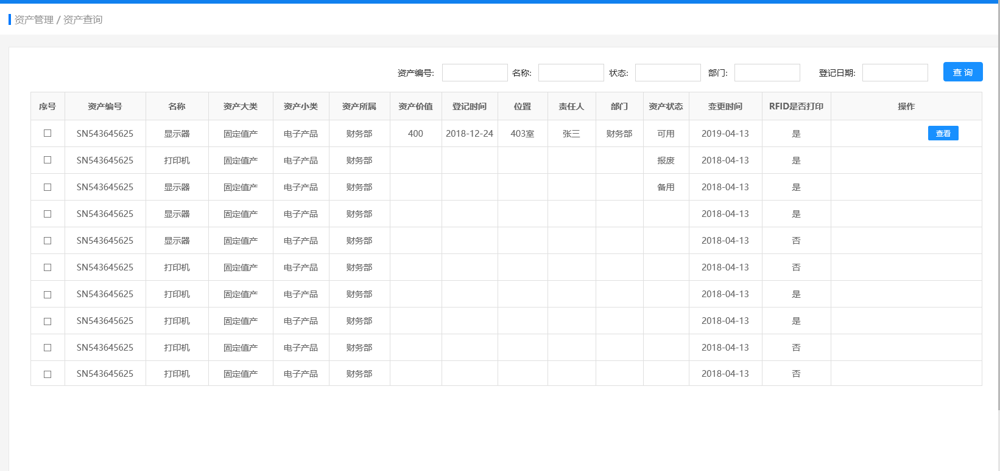 资产管理 / 资产查询
资产编号: 名称: 状态: 部门: 登记日期: 查 询
序号 资产编号 名称 资产大类 资产小类 资产所属 资产价值 登记时间 位置 责任人 部门 资产状态 变更时间 RFID是否打印 操作
SN543645625 显示器 固定值产 电子产品 财务部 400 2018-12-24 403室 张三 财务部 可用 2019-04-13 是 查看
SN543645625 打印机 固定值产 电子产品 财务部 报废 2018-04-13 是
SN543645625 显示器 固定值产 电子产品 财务部 备用 2018-04-13 是
SN543645625 显示器 固定值产 电子产品 财务部 2018-04-13 是
SN543645625 显示器 固定值产 电子产品 财务部 2018-04-13 否
SN543645625 打印机 固定值产 电子产品 财务部 2018-04-13 否
SN543645625 打印机 固定值产 电子产品 财务部 2018-04-13 是
SN543645625 打印机 固定值产 电子产品 财务部 2018-04-13 是
SN543645625 打印机 固定值产 电子产品 财务部 2018-04-13 否
SN543645625 打印机 固定值产 电子产品 财务部 2018-04-13 否